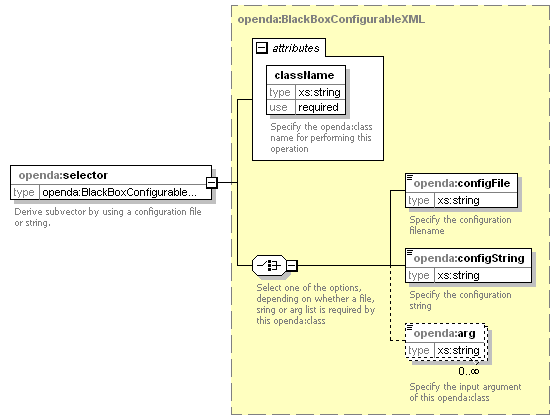 openda:BlackBoxConfigurableXML
attributes
className
type xs:string
use required
Specify the openda:class
name for performing this
operation
openda:selector
type openda:BlackBoxConfigurable...
Derive subvector by using a configuration file
or string.
openda:configFile
type xs:string
Specify the configuration
filename
openda:configString
type xs:string
Specify the configuration
string
Select one of the options,
depending on whether a file,
sring or arg list is required by
this openda:class
openda:arg
type xs:string
0..∞
Specify the input argument
of this openda:class